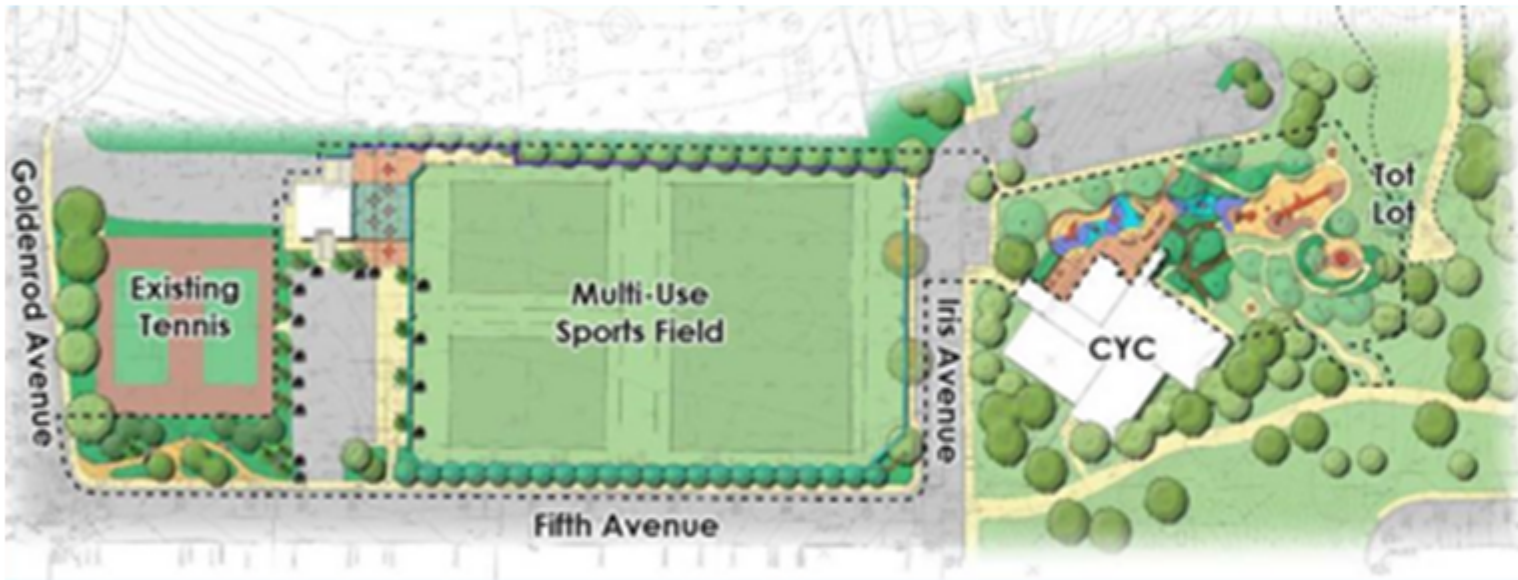 Goldenrod Avenue
Existing
Tennis
Multi-Use
Sports Field
Iris Avenue
CYC
Tot
Lot
Fifth Avenue